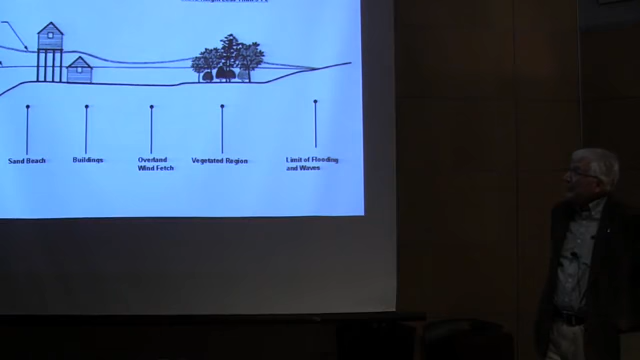 Sand Beach
Buildings
Overland
Wind Fetch
Vegetated Region
Limit of Flooding
and Waves